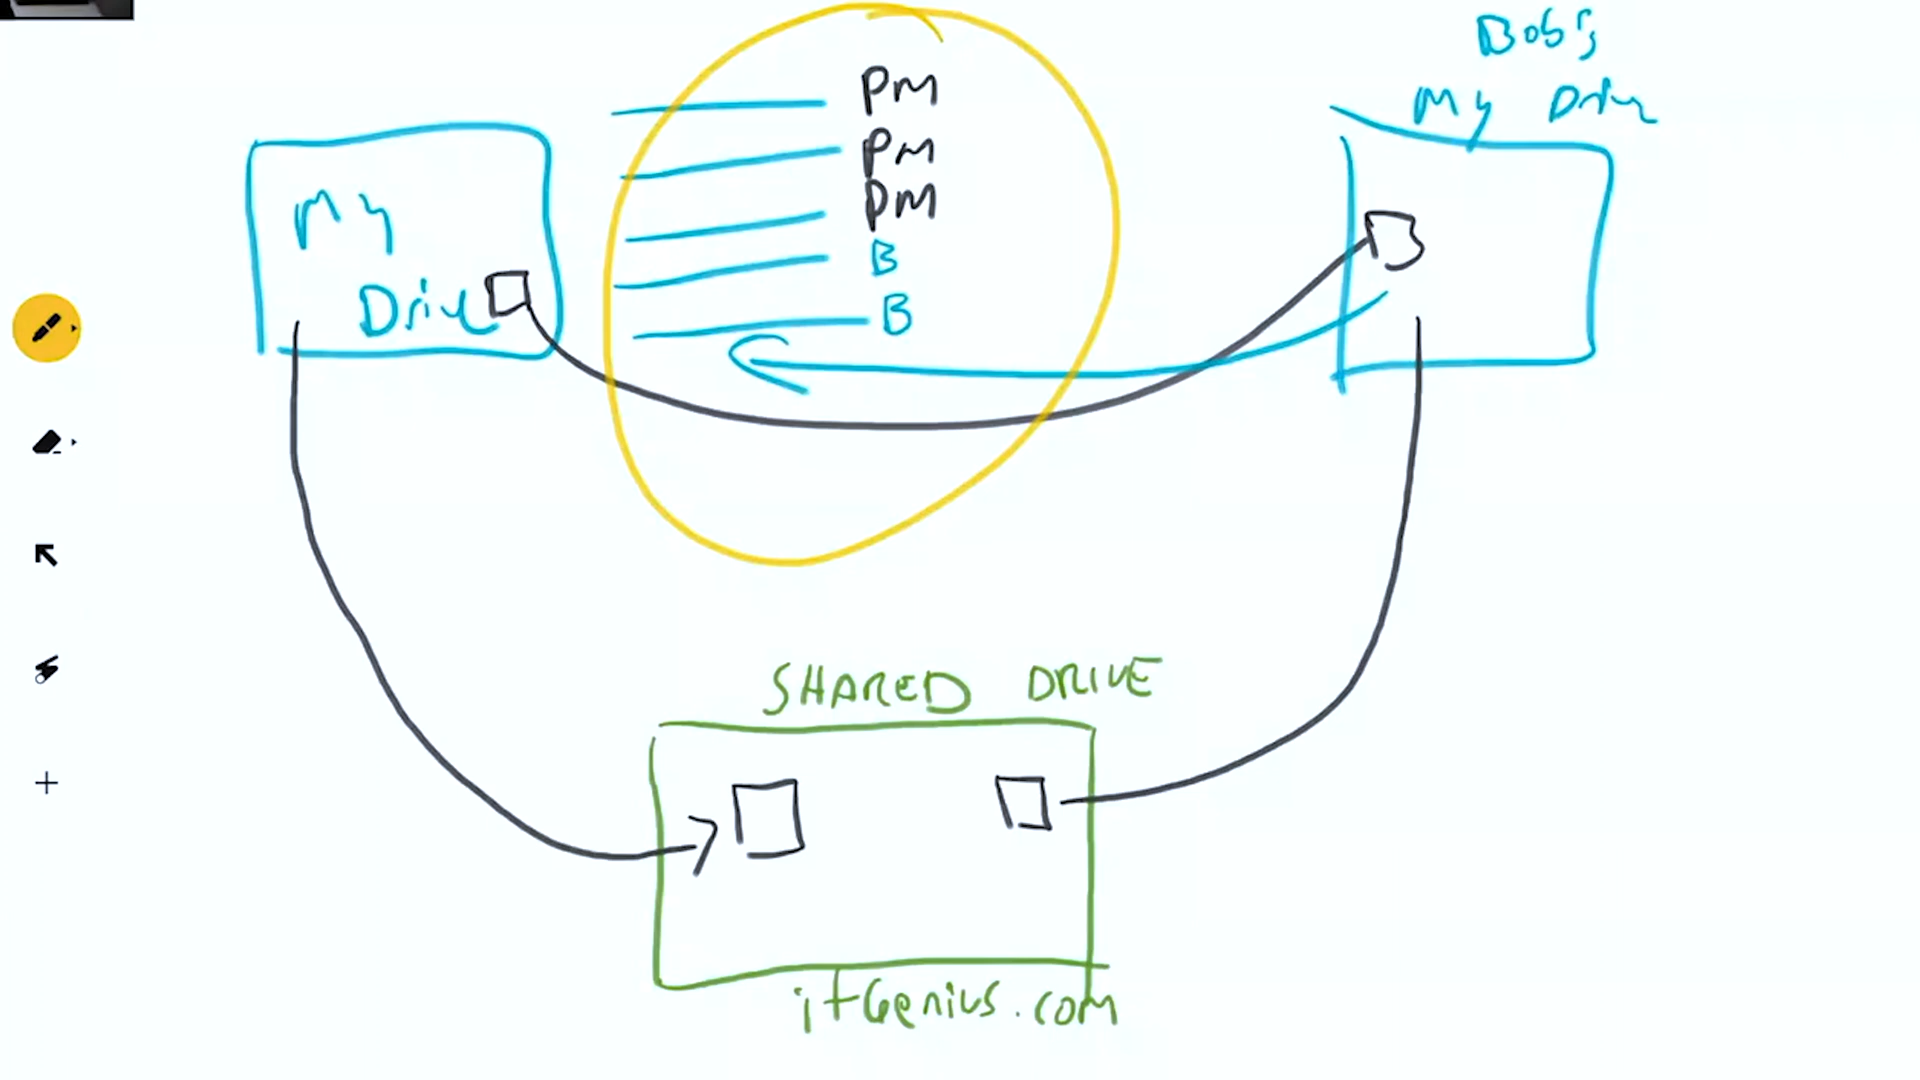 Bob's
My Drive
PM
PM
PM
B
B
My
Drive
SHARED DRIVE
itGenius.com